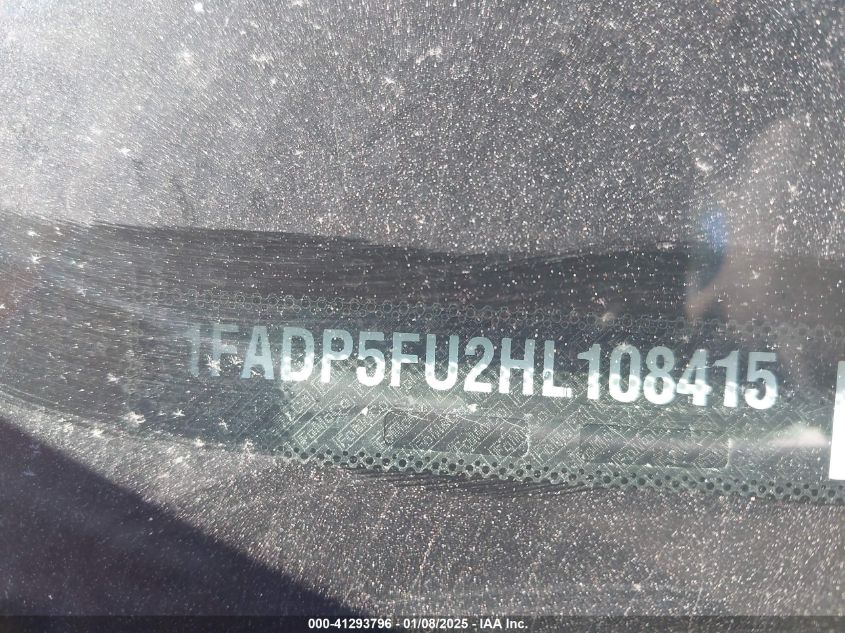 1FADP5FU2HL108415
000-41293796 - 01/08/2025 - IAA Inc.